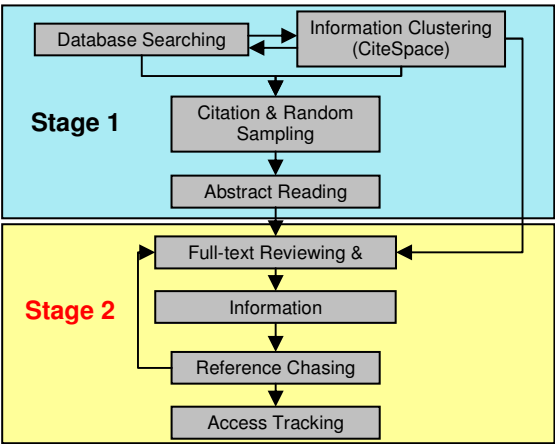 Database Searching
Information Clustering
(CiteSpace)
Stage 1
Citation & Random
Sampling
Abstract Reading
Full-text Reviewing &
Stage 2
Information
Reference Chasing
Access Tracking